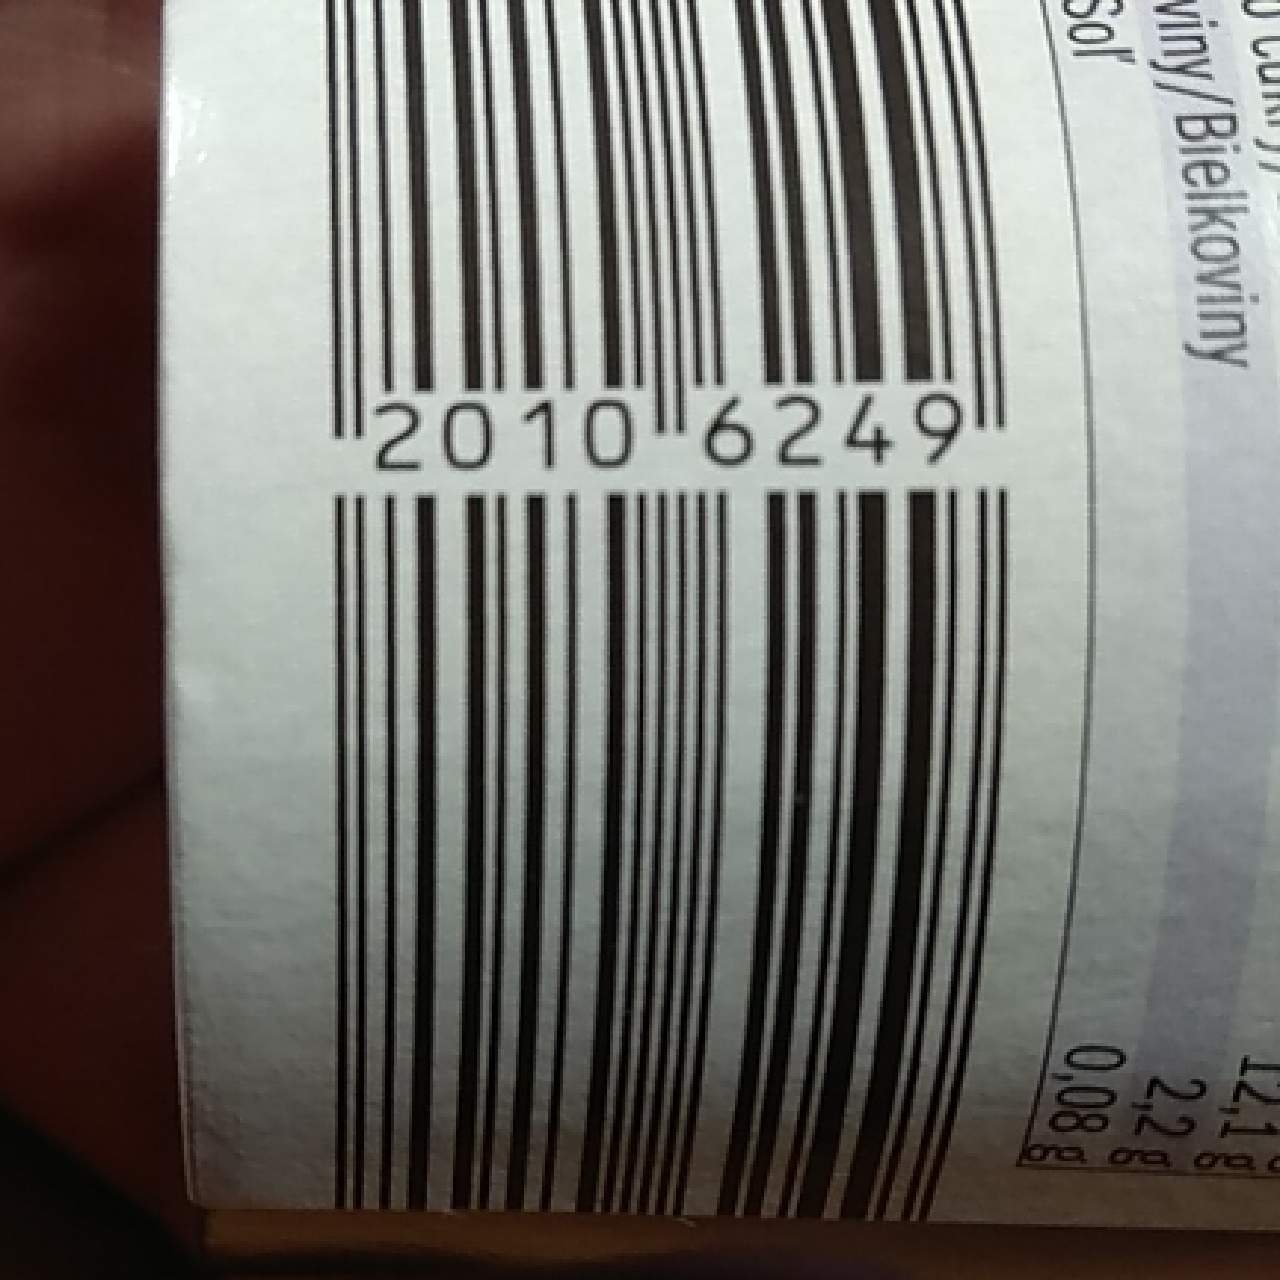 2010 6249
Soľ 0,08 g
viny/Bielkoviny 2,2 g
12,1 g